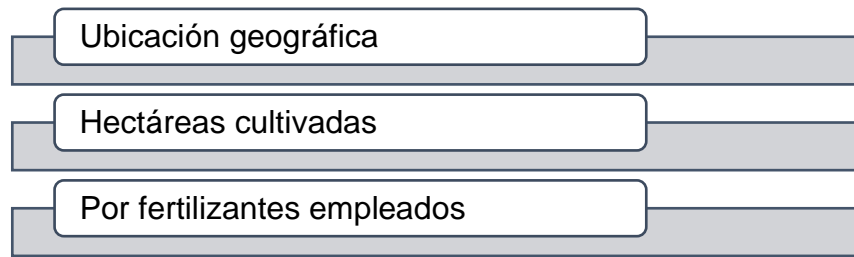 Ubicación geográfica
Hectáreas cultivadas
Por fertilizantes empleados